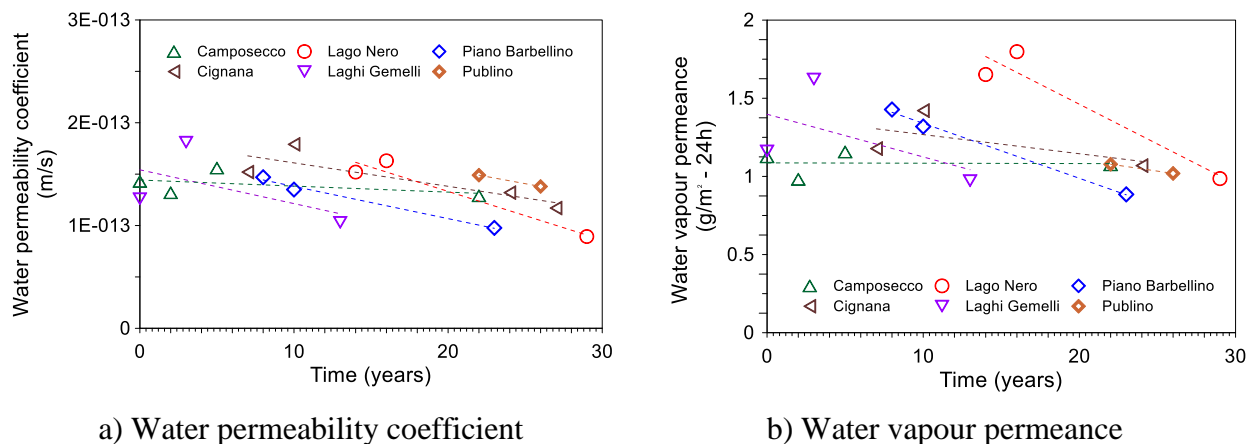 3E-013
2E-013
1E-013
0
Water permeability coefficient
(m/s)
Camposecco
Lago Nero
Piano Barbellino
Cignana
Laghi Gemelli
Publino
0
10
20
30
Time (years)
a) Water permeability coefficient
2
1.5
1
0.5
0
Water vapour permeance
(g/m² - 24h)
Camposecco
Lago Nero
Piano Barbellino
Cignana
Laghi Gemelli
Publino
0
10
20
30
Time (years)
b) Water vapour permeance